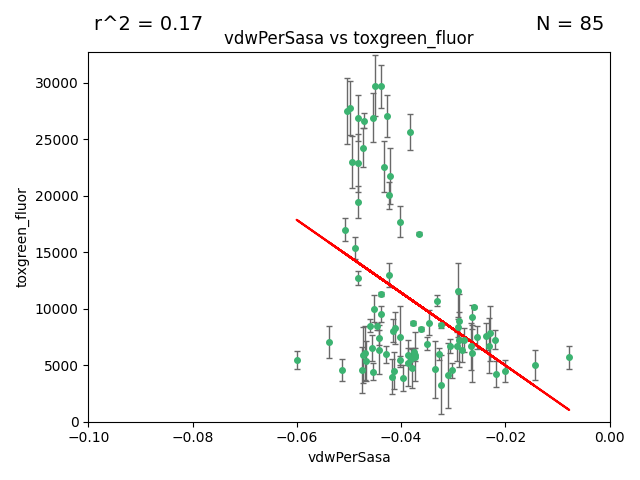 r^2 = 0.17
N = 85
vdwPerSasa vs toxgreen_fluor
toxgreen_fluor
30000
25000
20000
15000
10000
5000
0
−0.10
−0.08
−0.06
−0.04
−0.02
0.00
vdwPerSasa